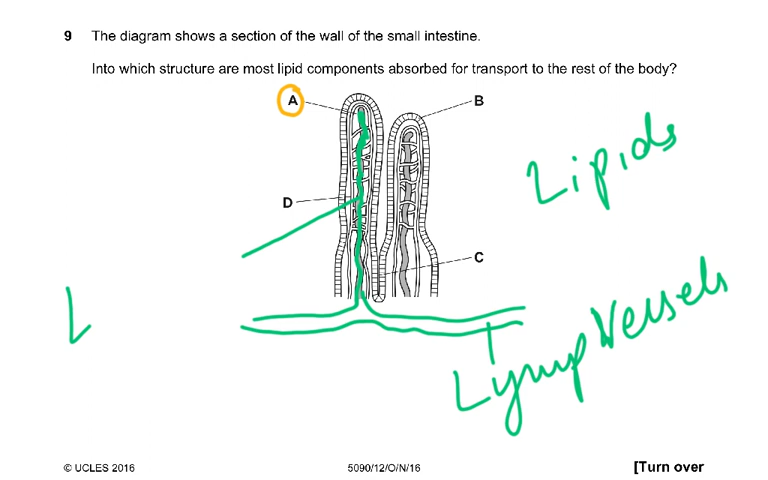 9 The diagram shows a section of the wall of the small intestine.
Into which structure are most lipid components absorbed for transport to the rest of the body?
A
B
Lipids
D
C
L
Lymp Vessels
© UCLES 2016 5090/12/O/N/16 [Turn over